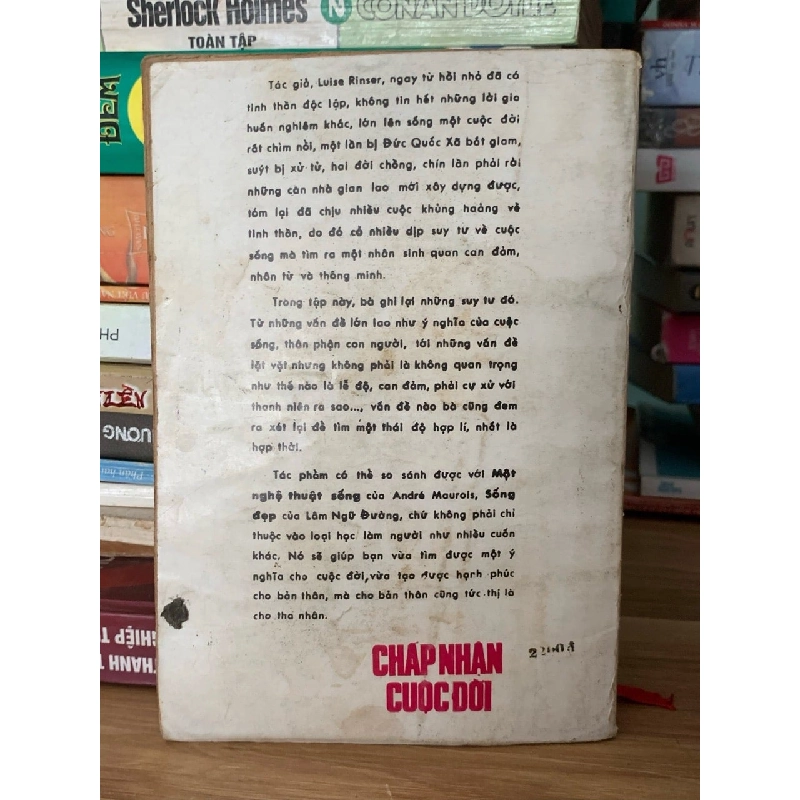 Sherlock Holmes
TOÀN TẬP
N
CONAN DOYLE
ĐÊM
Tác giả, Luise Rinser, ngay từ hồi nhỏ đã có
tinh thần độc lập, không tin hết những lời gia
huấn nghiêm khắc, lớn lên sống một cuộc đời
rất chìm nổi, một lần bị Đức Quốc Xã bắt giam,
suýt bị xử tử, hai đời chồng, chín lần phải rời
những căn nhà gian lao mới xây dựng được,
tóm lại đã chịu nhiều cuộc khủng hoảng về
tinh thần, do đó có nhiều dịp suy tư về cuộc
sống mà tìm ra một nhân sinh quan can đảm,
nhân từ và thông minh.
Trong tập này, bà ghi lại những suy tư đó.
Từ những vấn đề lớn lao như ý nghĩa của cuộc
sống, thân phận con người, tới những vấn đề
lặt vặt nhưng không phải là không quan trọng
như thế nào là lễ độ, can đảm, phải cư xử với
thanh niên ra sao..., vấn đề nào bà cũng đem
ra xét lại để tìm một thái độ hợp lí, nhất là
hợp thời.
Tác phẩm có thể so sánh được với Một
nghệ thuật sống của André Maurois, Sống
đẹp của Lâm Ngữ Đường, chứ không phải chỉ
thuộc vào loại học làm người như nhiều cuốn
khác. Nó sẽ giúp bạn vừa tìm được một ý
nghĩa cho cuộc đời, vừa tạo được hạnh phúc
cho bản thân, mà cho bản thân cũng tức thị là
cho tha nhân.
CHẤP NHẬN
CUỘC ĐỜI
PH
ƯƠNG
THANH T
GHIỆP T